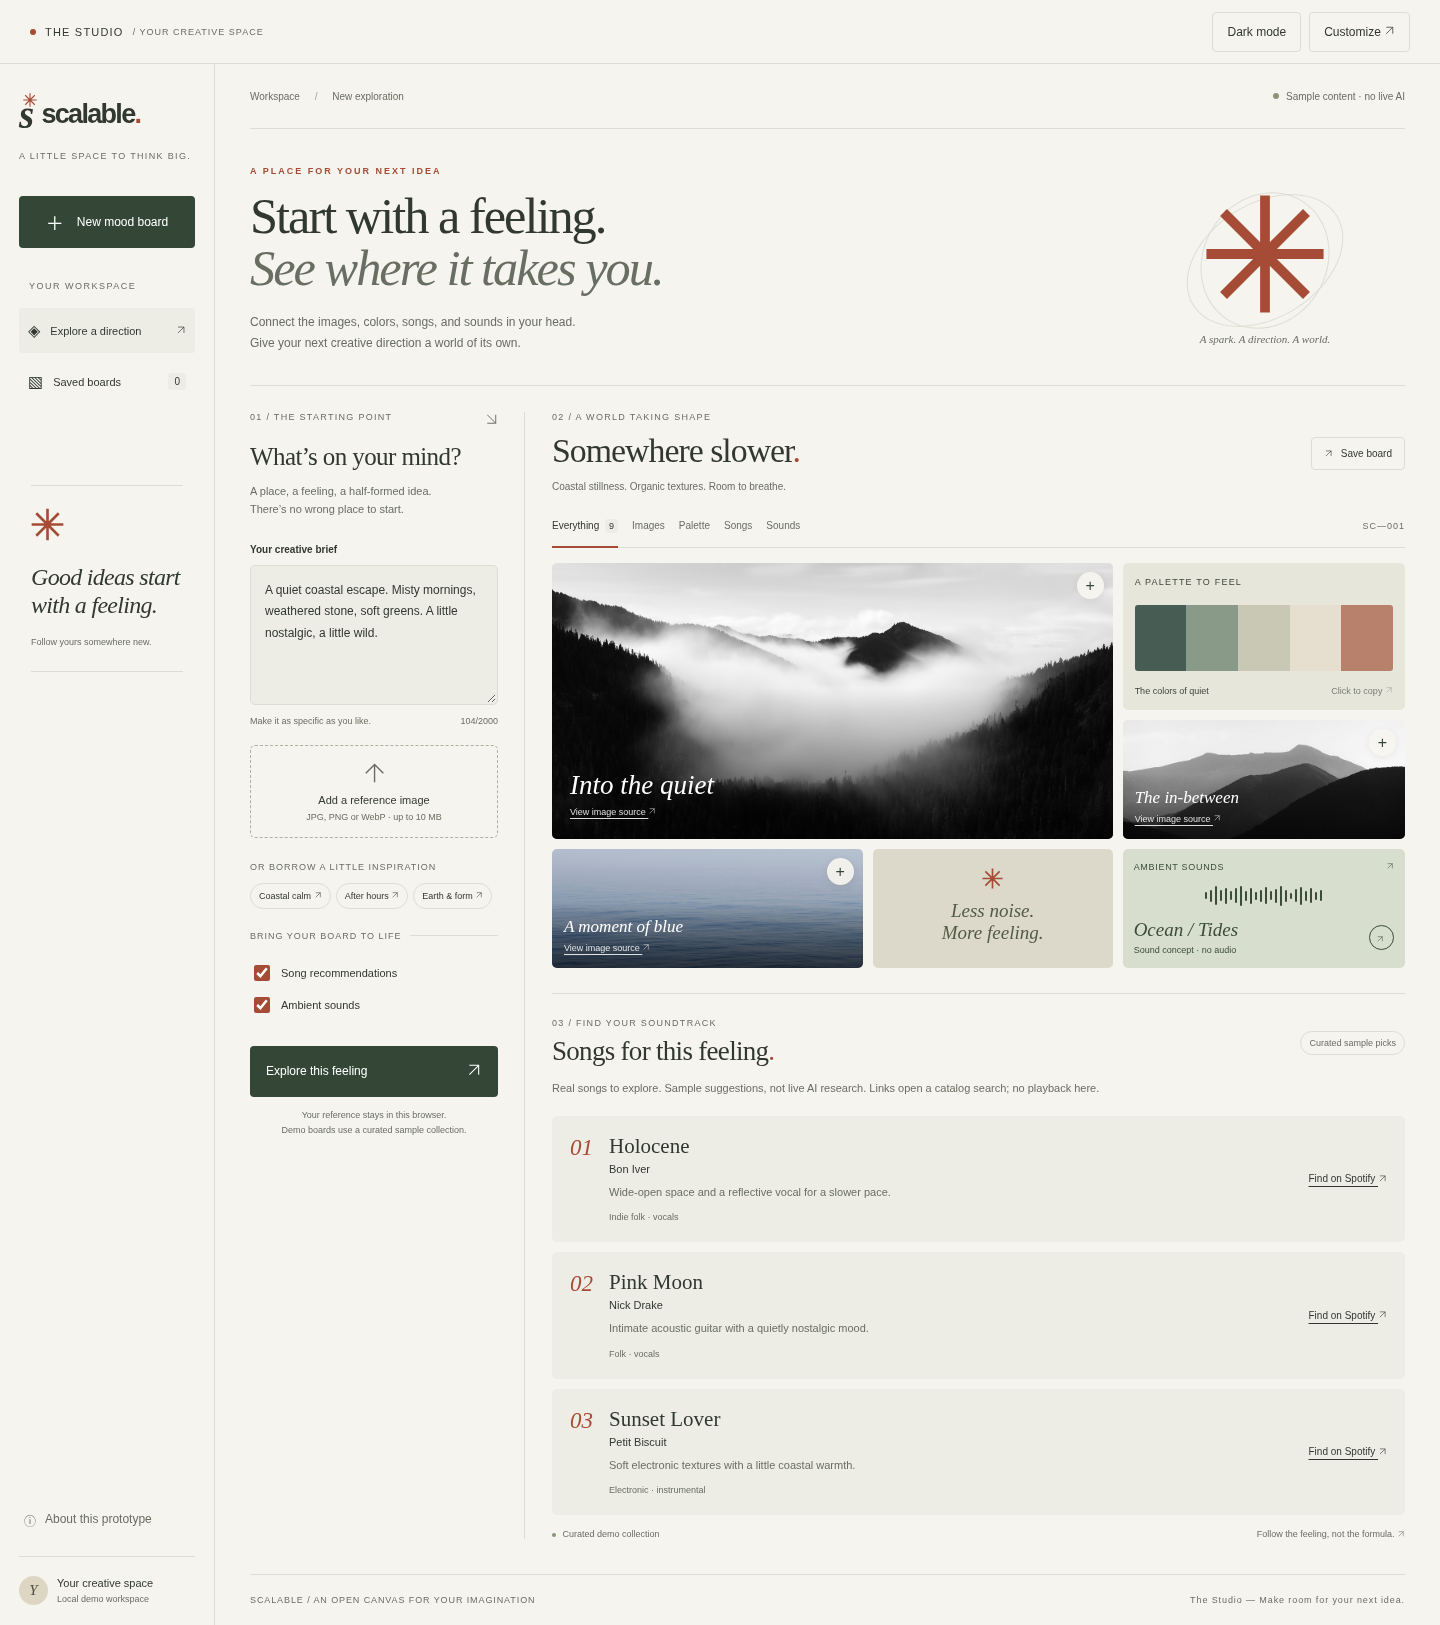 THE STUDIO / YOUR CREATIVE SPACE
Dark mode
Customize
s scalable.
A LITTLE SPACE TO THINK BIG.
New mood board
YOUR WORKSPACE
Explore a direction
Saved boards 0
Good ideas start
with a feeling.
Follow yours somewhere new.
About this prototype
Y
Your creative space
Local demo workspace
Workspace / New exploration
Sample content · no live AI
A PLACE FOR YOUR NEXT IDEA
Start with a feeling.
See where it takes you.
Connect the images, colors, songs, and sounds in your head.
Give your next creative direction a world of its own.
A spark. A direction. A world.
01 / THE STARTING POINT
What’s on your mind?
A place, a feeling, a half-formed idea.
There’s no wrong place to start.
Your creative brief
A quiet coastal escape. Misty mornings,
weathered stone, soft greens. A little
nostalgic, a little wild.
Make it as specific as you like. 104/2000
Add a reference image
JPG, PNG or WebP · up to 10 MB
OR BORROW A LITTLE INSPIRATION
Coastal calm After hours Earth & form
BRING YOUR BOARD TO LIFE
Song recommendations
Ambient sounds
Explore this feeling
Your reference stays in this browser.
Demo boards use a curated sample collection.
02 / A WORLD TAKING SHAPE
Somewhere slower.
Coastal stillness. Organic textures. Room to breathe.
Save board
Everything 9 Images Palette Songs Sounds
SC—001
Into the quiet
View image source
A PALETTE TO FEEL
The colors of quiet
Click to copy
The in-between
View image source
A moment of blue
View image source
Less noise.
More feeling.
AMBIENT SOUNDS
Ocean / Tides
Sound concept · no audio
03 / FIND YOUR SOUNDTRACK
Songs for this feeling.
Curated sample picks
Real songs to explore. Sample suggestions, not live AI research. Links open a catalog search; no playback here.
01 Holocene
Bon Iver
Wide-open space and a reflective vocal for a slower pace.
Indie folk · vocals
Find on Spotify
02 Pink Moon
Nick Drake
Intimate acoustic guitar with a quietly nostalgic mood.
Folk · vocals
Find on Spotify
03 Sunset Lover
Petit Biscuit
Soft electronic textures with a little coastal warmth.
Electronic · instrumental
Find on Spotify
Curated demo collection
Follow the feeling, not the formula.
SCALABLE / AN OPEN CANVAS FOR YOUR IMAGINATION
The Studio — Make room for your next idea.